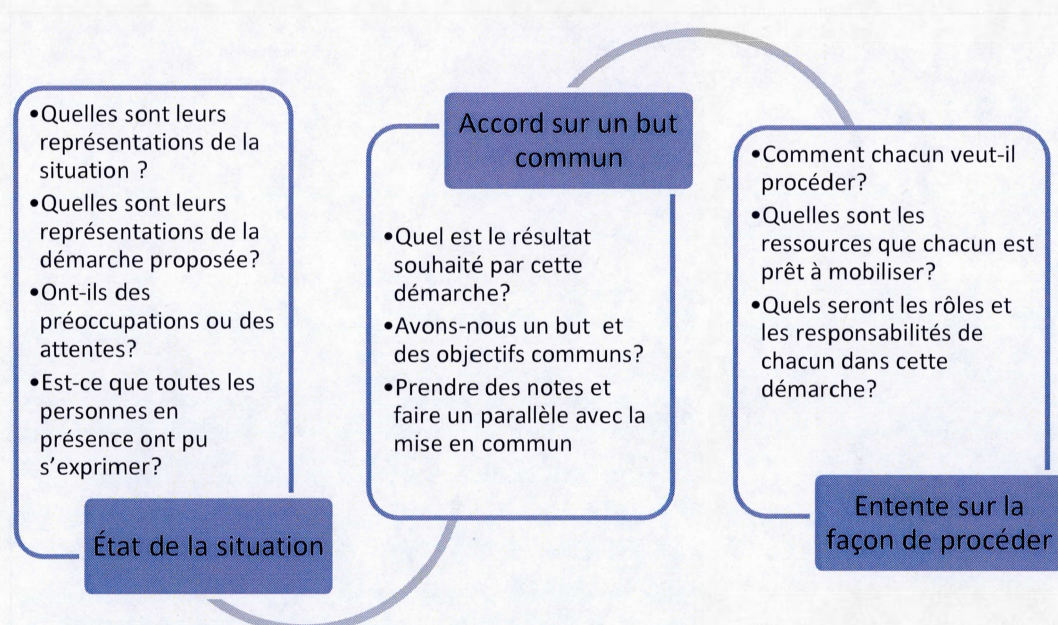 •Quelles sont leurs
représentations de la
situation ?
•Quelles sont leurs
représentations de la
démarche proposée?
•Ont-ils des
préoccupations ou des
attentes?
•Est-ce que toutes les
personnes en
présence ont pu
s'exprimer?
État de la situation
Accord sur un but
commun
•Quel est le résultat
souhaité par cette
démarche?
•Avons-nous un but et
des objectifs communs?
•Prendre des notes et
faire un parallèle avec la
mise en commun
•Comment chacun veut-il
procéder?
•Quelles sont les
ressources que chacun est
prêt à mobiliser?
•Quels seront les rôles et
les responsabilités de
chacun dans cette
démarche?
Entente sur la
façon de procéder